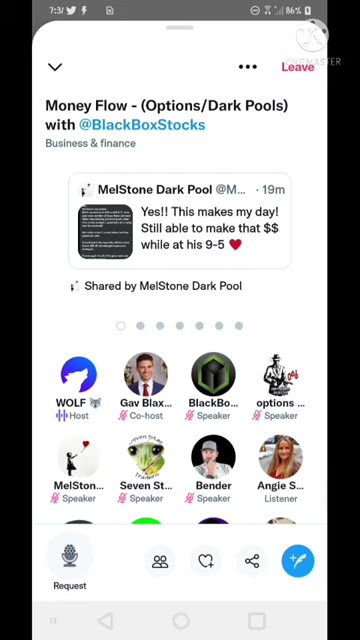 7:3
86%
Leave
Money Flow - (Options/Dark Pools)
with @BlackBoxStocks
Business & finance
MelStone Dark Pool @M... · 19m
Yes!! This makes my day!
Still able to make that $$
while at his 9-5
Shared by MelStone Dark Pool
WOLF
Gav Blax...
BlackBo...
options ...
Host
Co-host
Speaker
Speaker
MelSton...
Seven St...
Bender
Angie S...
Speaker
Speaker
Speaker
Listener
Request